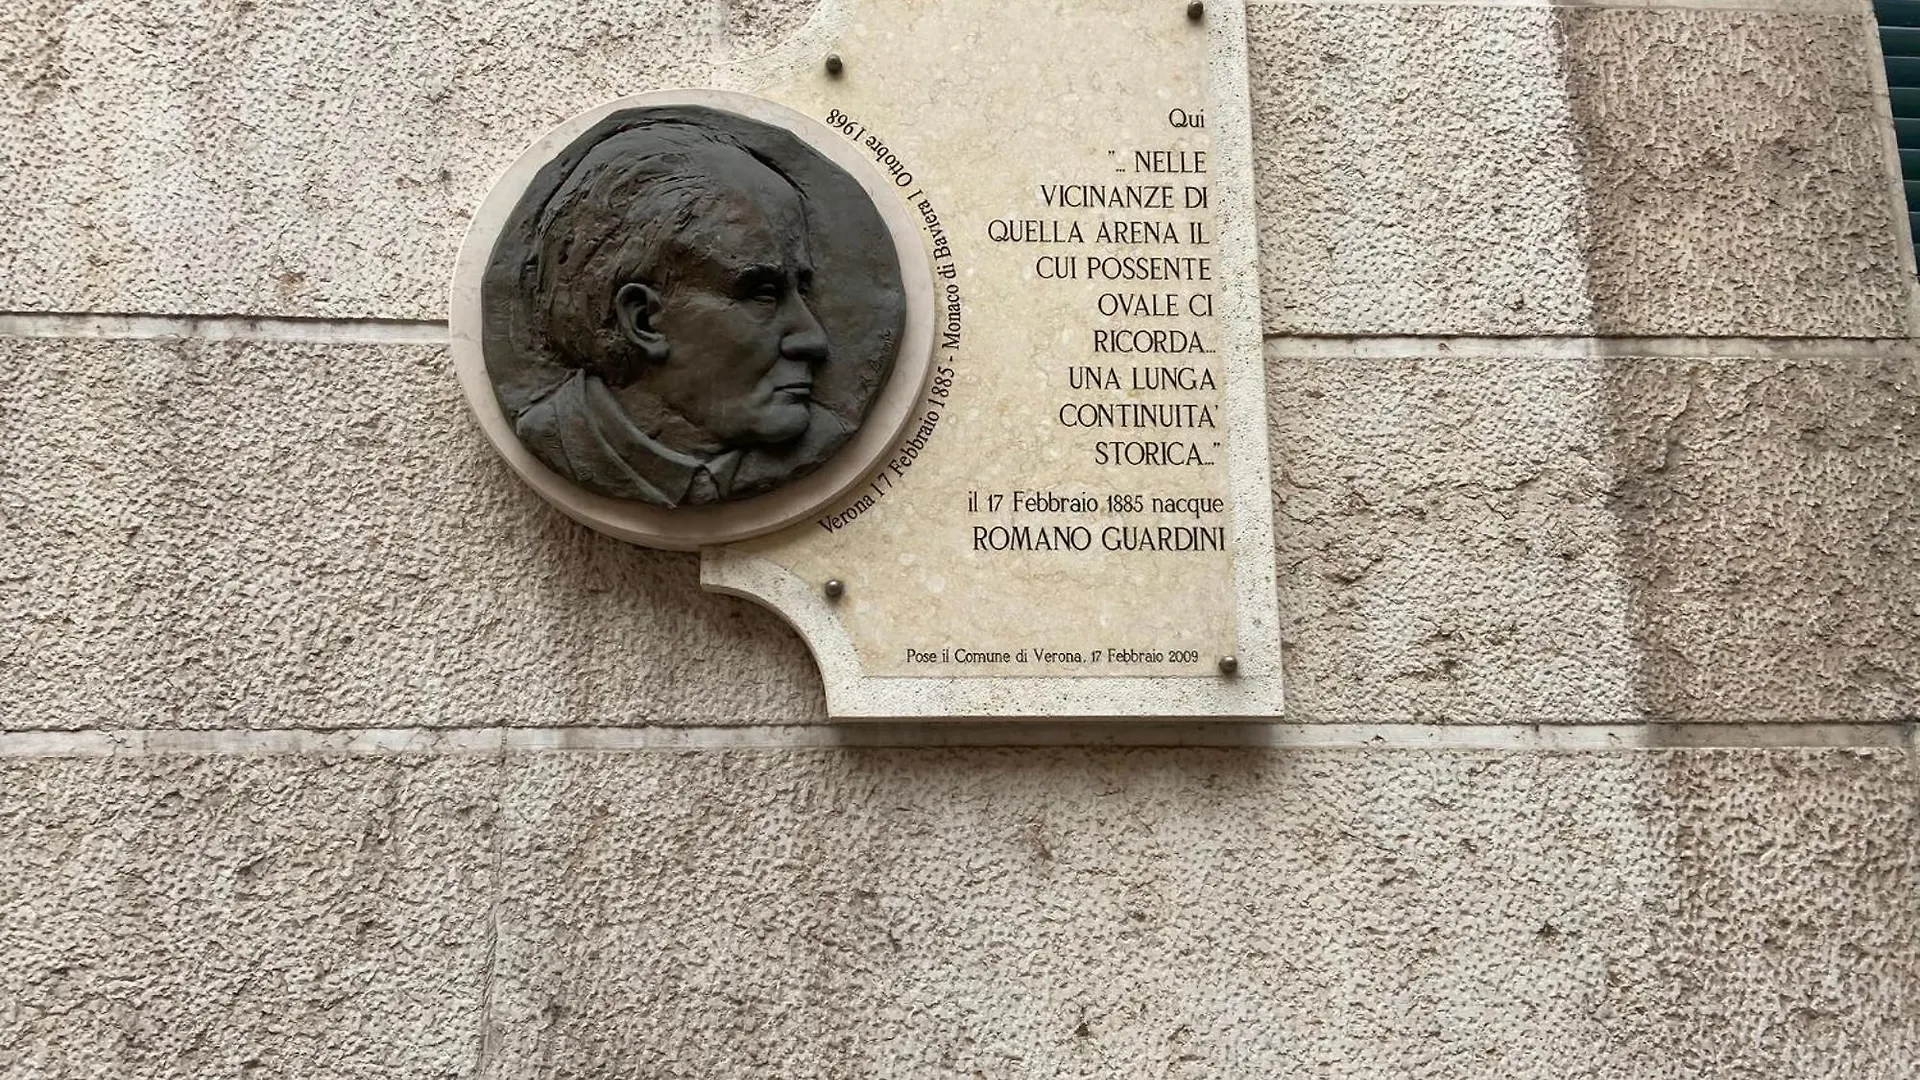 Verona 17 Febbraio 1885 - Monaco di Baviera 1 Ottobre 1968
Qui
"... NELLE
VICINANZE DI
QUELLA ARENA IL
CUI POSSENTE
OVALE CI
RICORDA...
UNA LUNGA
CONTINUITA'
STORICA..."
il 17 Febbraio 1885 nacque
ROMANO GUARDINI
Pose il Comune di Verona, 17 Febbraio 2009